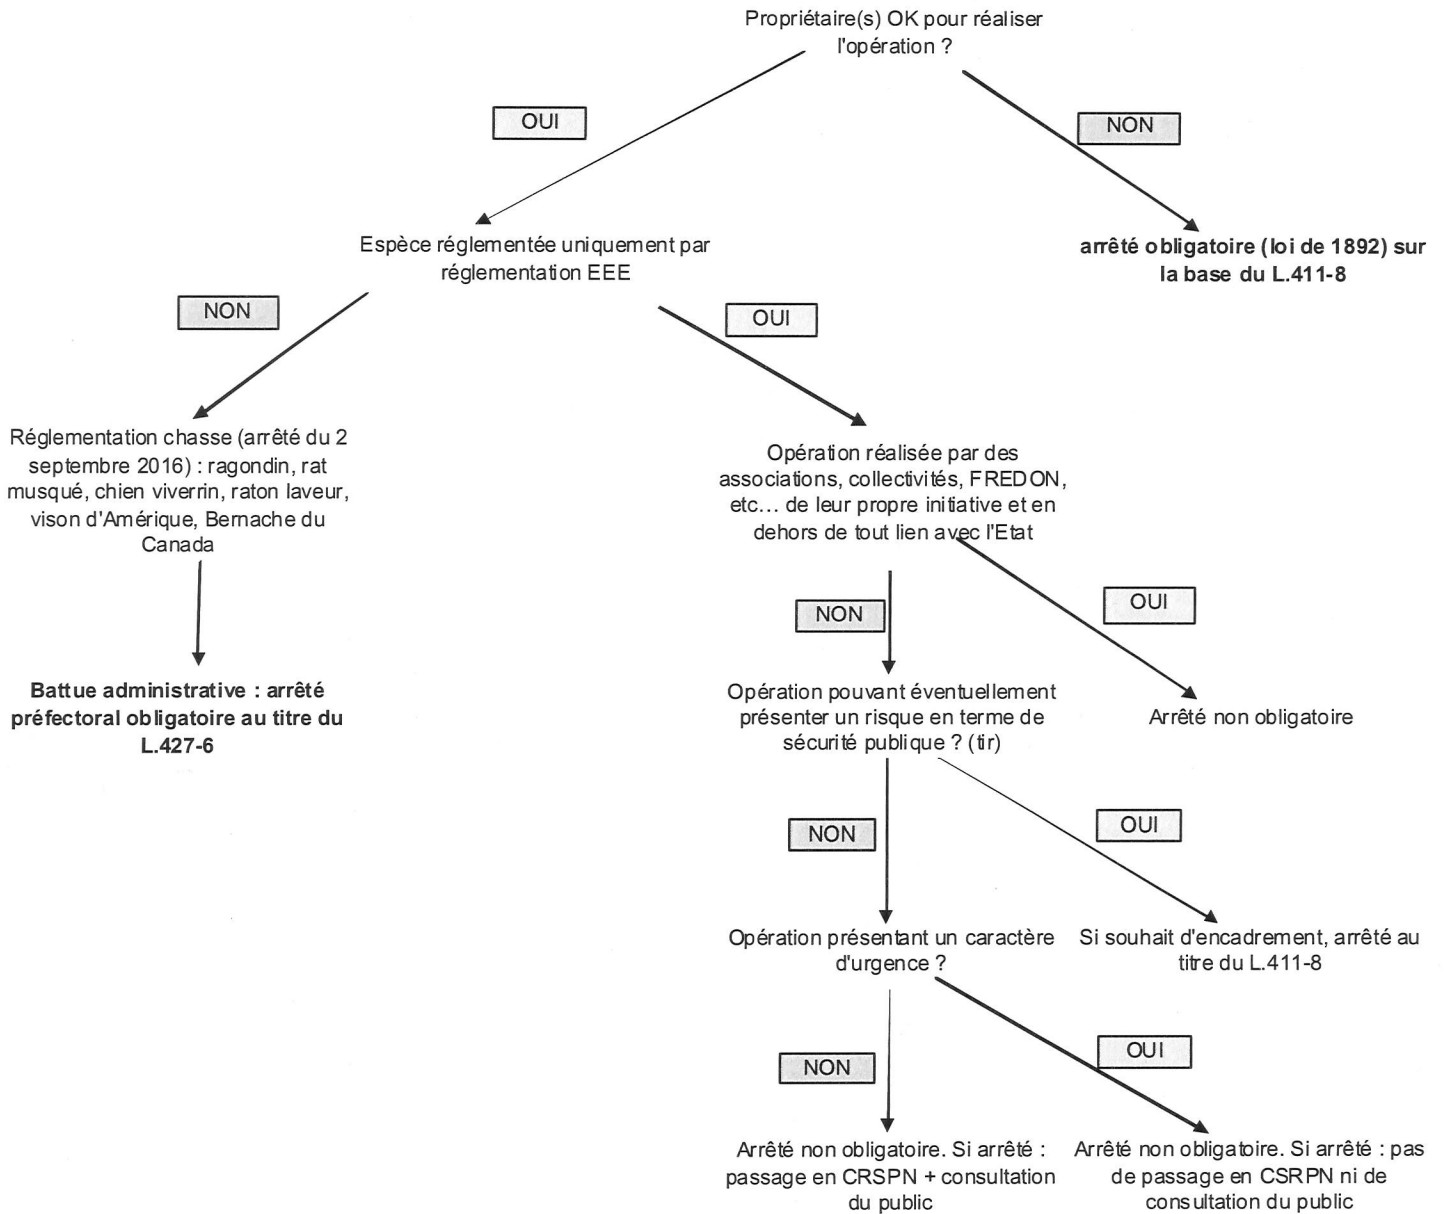 Propriétaire(s) OK pour réaliser
l'opération ?
OUI
NON
Espèce réglementée uniquement par
réglementation EEE
arrêté obligatoire (loi de 1892) sur
la base du L.411-8
NON
OUI
Réglementation chasse (arrêté du 2
septembre 2016) : ragondin, rat
musqué, chien viverrin, raton laveur,
vison d'Amérique, Bernache du
Canada
Opération réalisée par des
associations, collectivités, FREDON,
etc... de leur propre initiative et en
dehors de tout lien avec l'Etat
NON
OUI
Battue administrative : arrêté
préfectoral obligatoire au titre du
L.427-6
Opération pouvant éventuellement
présenter un risque en terme de
sécurité publique ? (tir)
Arrêté non obligatoire
NON
OUI
Opération présentant un caractère
d'urgence ?
Si souhait d'encadrement, arrêté au
titre du L.411-8
NON
OUI
Arrêté non obligatoire. Si arrêté :
passage en CRSPN + consultation
du public
Arrêté non obligatoire. Si arrêté : pas
de passage en CSRPN ni de
consultation du public